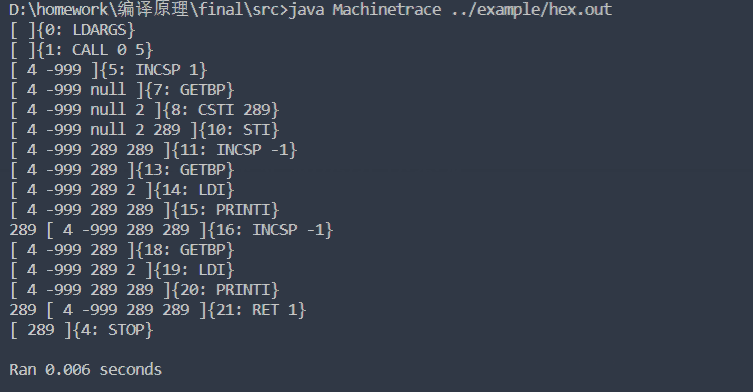 D:\homework\编译原理\final\src>java Machinetrace ../example/hex.out
[ ]{0: LDARGS}
[ ]{1: CALL 0 5}
[ 4 -999 ]{5: INCSP 1}
[ 4 -999 null ]{7: GETBP}
[ 4 -999 null 2 ]{8: CSTI 289}
[ 4 -999 null 2 289 ]{10: STI}
[ 4 -999 289 289 ]{11: INCSP -1}
[ 4 -999 289 ]{13: GETBP}
[ 4 -999 289 2 ]{14: LDI}
[ 4 -999 289 289 ]{15: PRINTI}
289 [ 4 -999 289 289 ]{16: INCSP -1}
[ 4 -999 289 ]{18: GETBP}
[ 4 -999 289 2 ]{19: LDI}
[ 4 -999 289 289 ]{20: PRINTI}
289 [ 4 -999 289 289 ]{21: RET 1}
[ 289 ]{4: STOP}
Ran 0.006 seconds